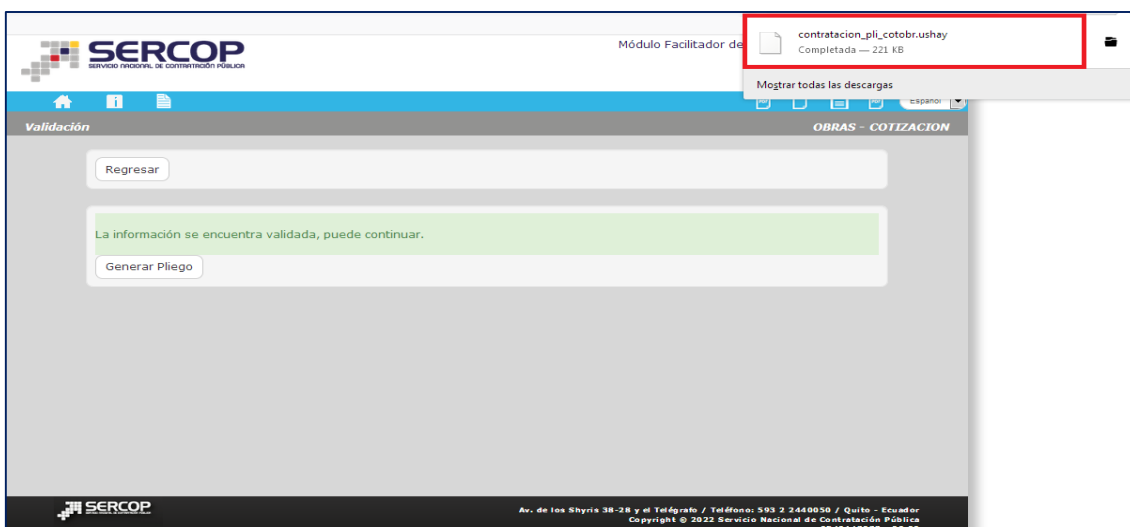 SERCOP
SERVICIO NACIONAL DE CONTRATACIÓN PÚBLICA
Módulo Facilitador de
contratacion_pli_cotobr.ushay
Completada — 221 KB
Mostrar todas las descargas
Español
Validación
OBRAS - COTIZACION
Regresar
La información se encuentra validada, puede continuar.
Generar Pliego
SERCOP
Av. de los Shyris 38-28 y el Telégrafo / Teléfono: 593 2 2440050 / Quito - Ecuador
Copyright © 2022 Servicio Nacional de Contratación Pública